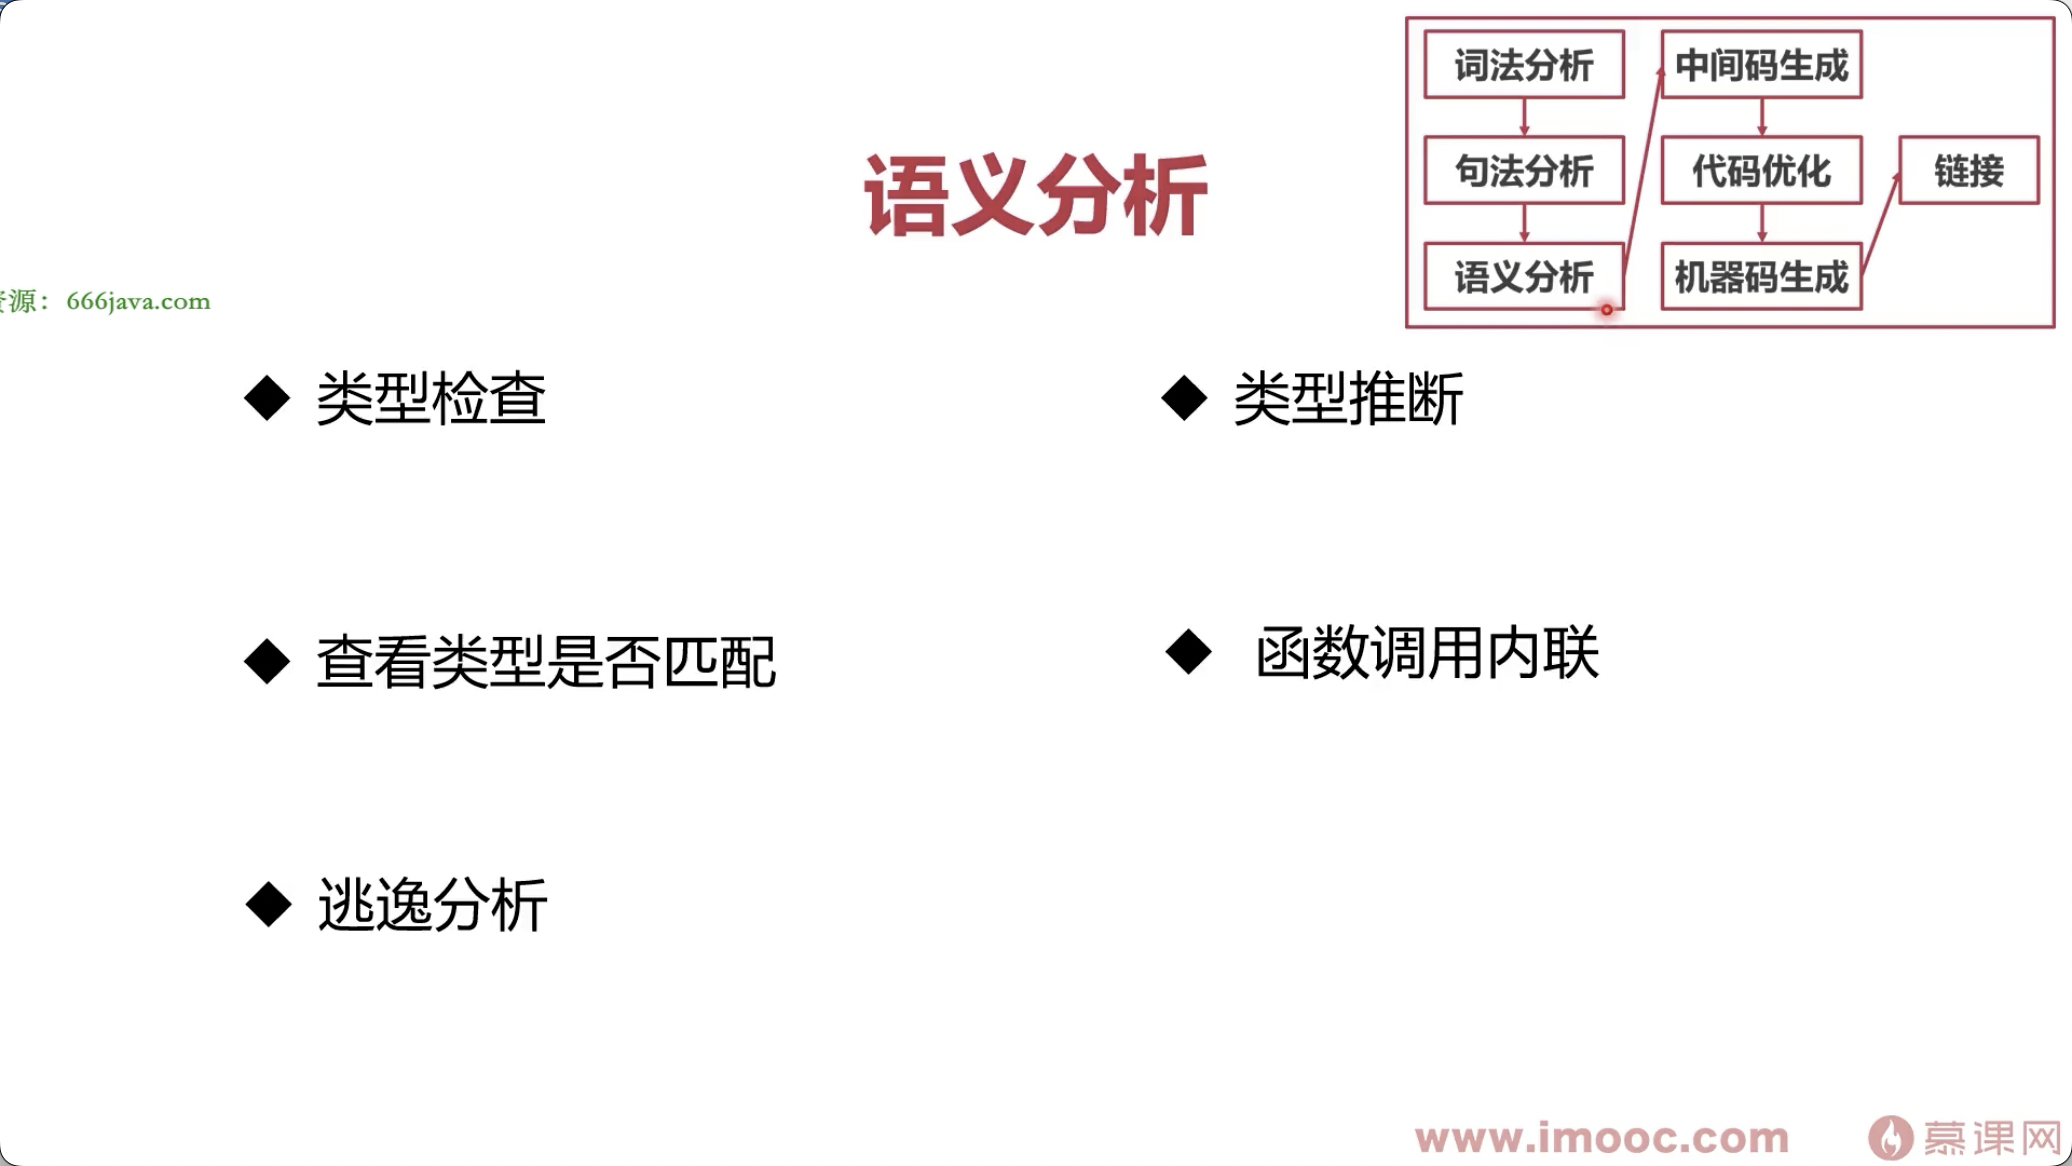 词法分析
中间码生成
句法分析
代码优化
链接
语义分析
机器码生成
语义分析
资源：666java.com
类型检查
类型推断
查看类型是否匹配
函数调用内联
逃逸分析
www.imooc.com 慕课网